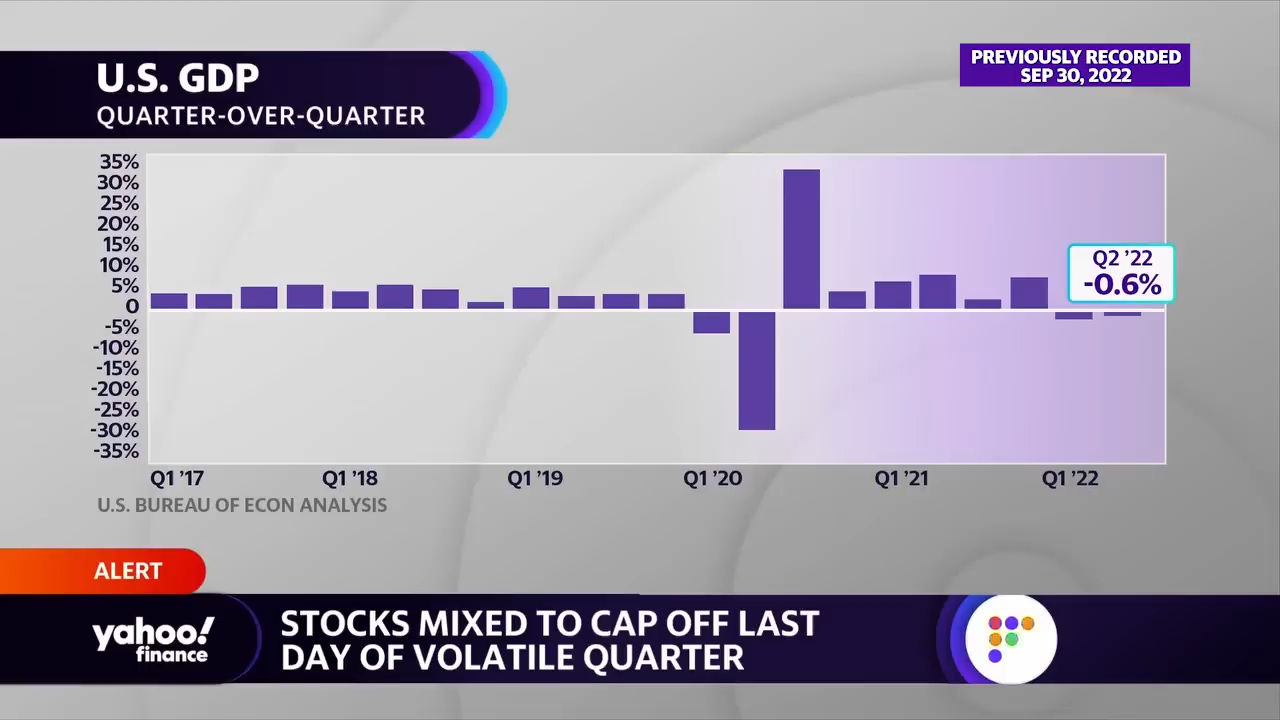 U.S. GDP
QUARTER-OVER-QUARTER
PREVIOUSLY RECORDED
SEP 30, 2022
35%
30%
25%
20%
15%
10%
5%
0
-5%
-10%
-15%
-20%
-25%
-30%
-35%
Q2 '22
-0.6%
Q1 '17
Q1 '18
Q1 '19
Q1 '20
Q1 '21
Q1 '22
U.S. BUREAU OF ECON ANALYSIS
ALERT
yahoo!
finance
STOCKS MIXED TO CAP OFF LAST
DAY OF VOLATILE QUARTER